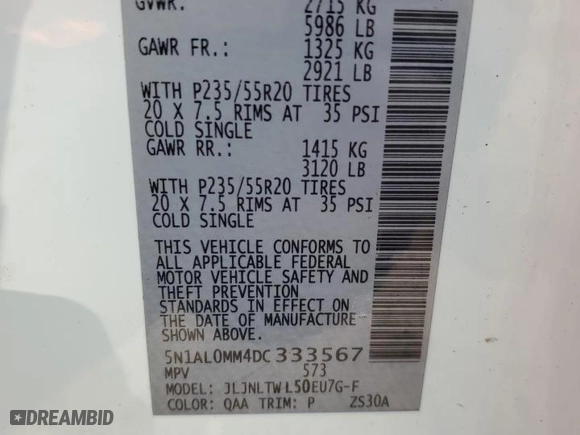 GVWR: 2715 KG
5986 LB
GAWR FR.: 1325 KG
2921 LB
WITH P235/55R20 TIRES
20 X 7.5 RIMS AT 35 PSI
COLD SINGLE
GAWR RR.: 1415 KG
3120 LB
WITH P235/55R20 TIRES
20 X 7.5 RIMS AT 35 PSI
COLD SINGLE
THIS VEHICLE CONFORMS TO
ALL APPLICABLE FEDERAL
MOTOR VEHICLE SAFETY AND
THEFT PREVENTION
STANDARDS IN EFFECT ON
THE DATE OF MANUFACTURE
SHOWN ABOVE.
5N1AL0MM4DC333567
MPV 573
MODEL: JLJNLTWL50EU7G-F
COLOR: QAA TRIM: P ZS30A
© DREAMBID.COM